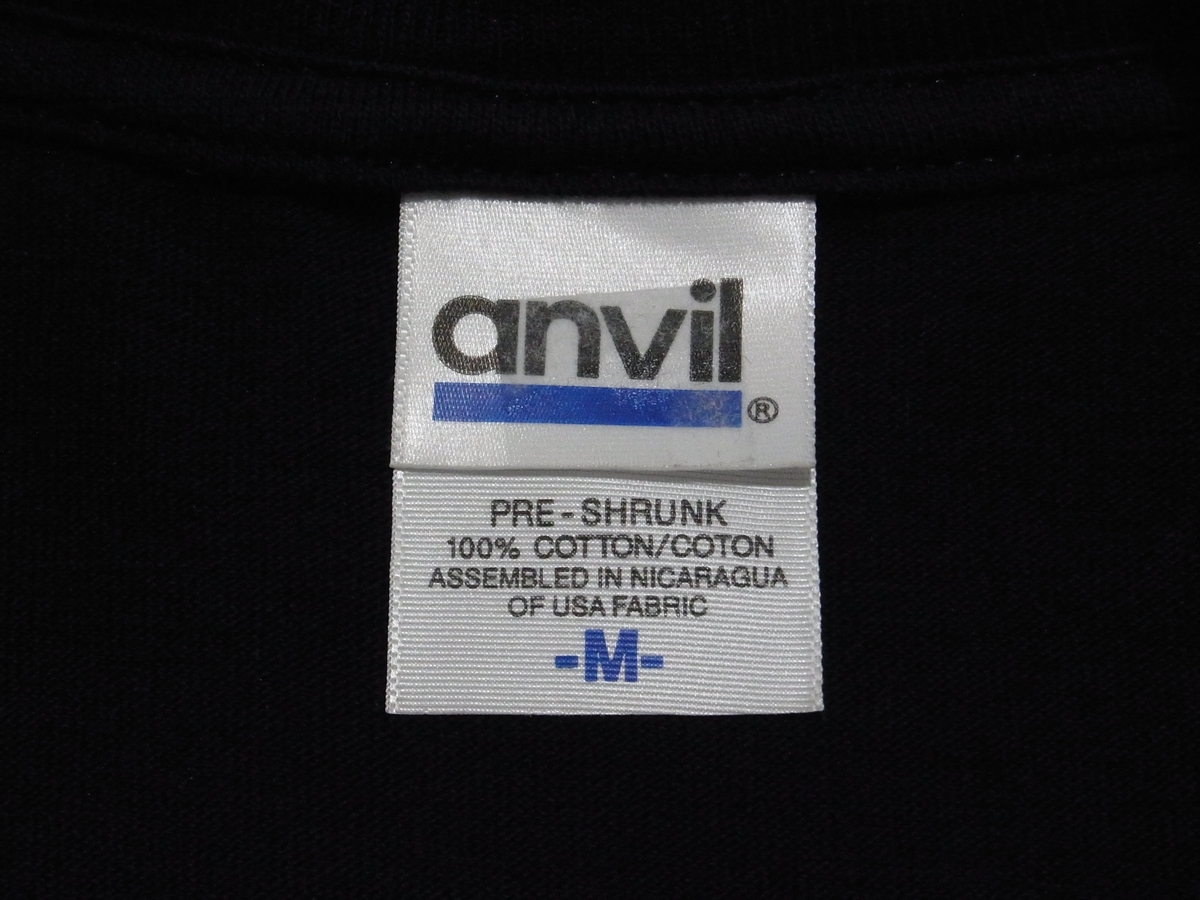 anvil®
PRE-SHRUNK
100% COTTON/COTON
ASSEMBLED IN NICARAGUA
OF USA FABRIC
-M-